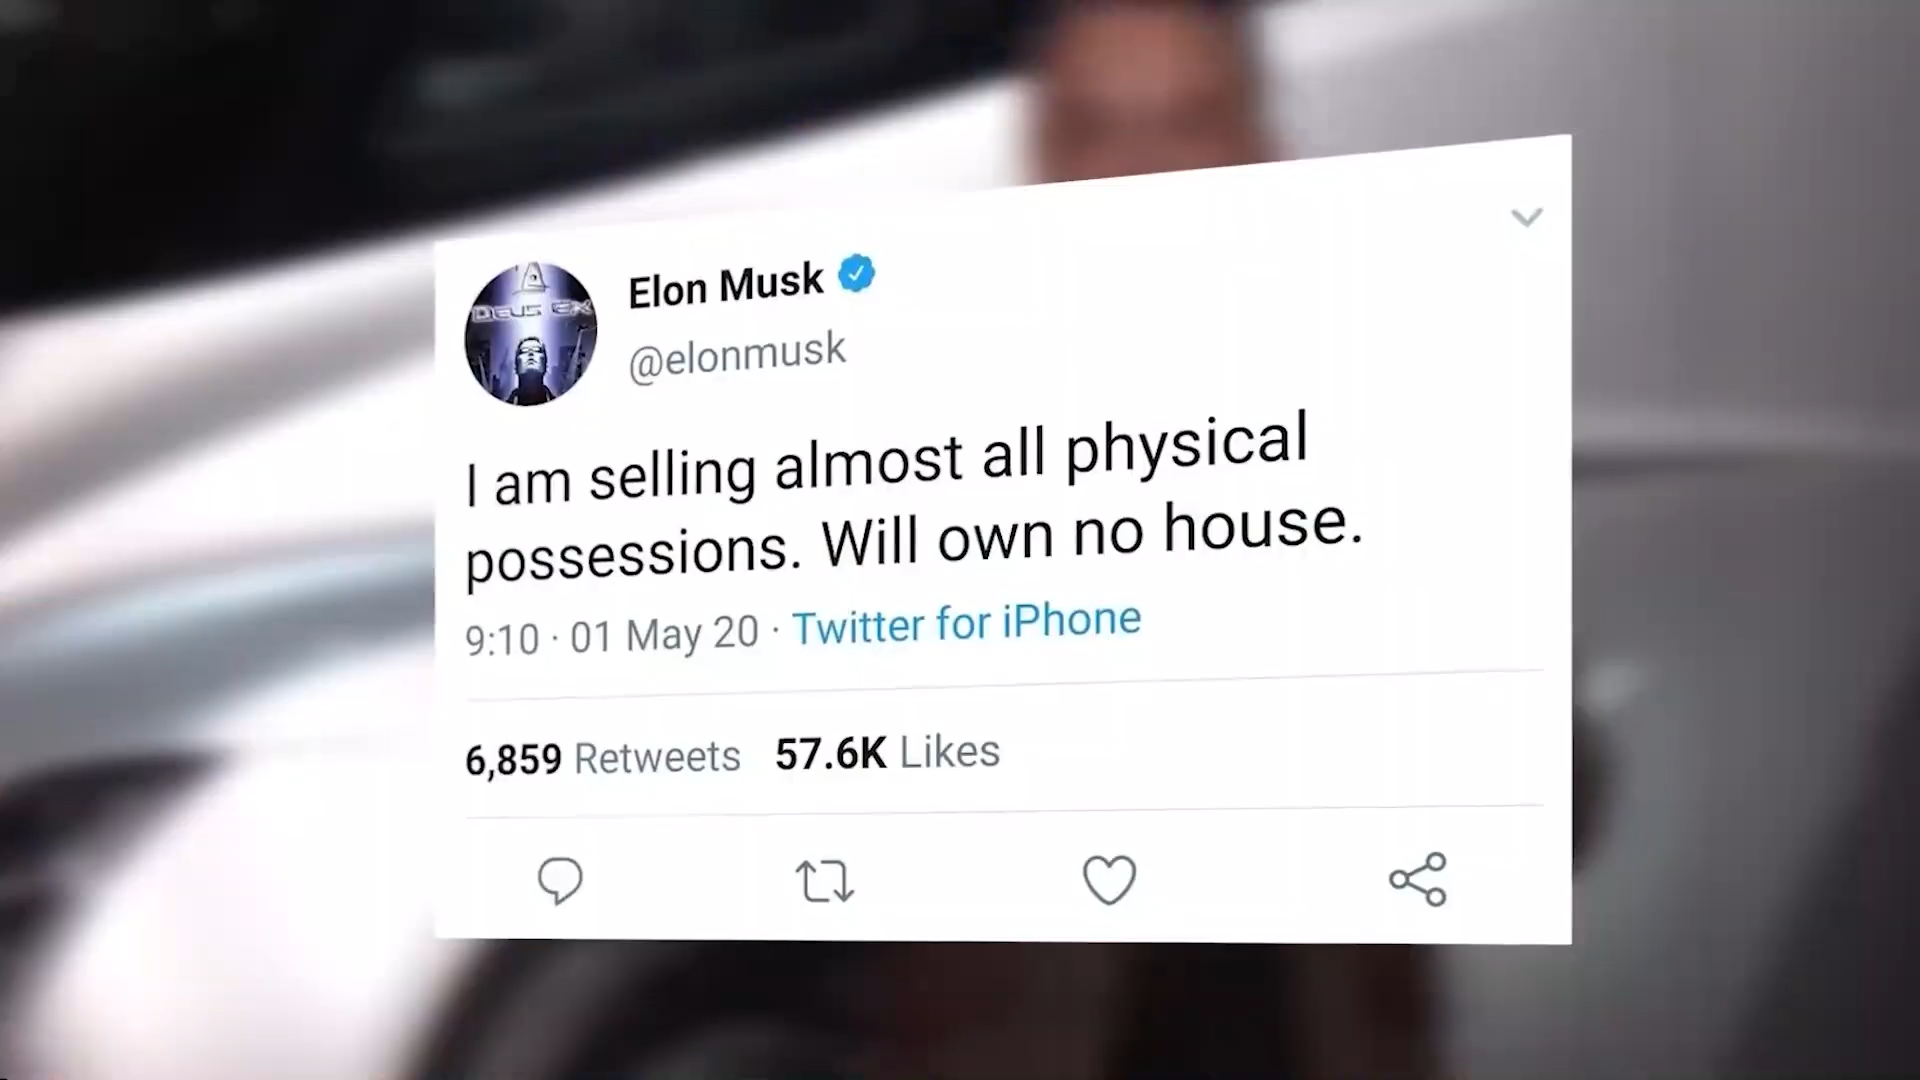 Elon Musk
@elonmusk
DEUS EX
I am selling almost all physical
possessions. Will own no house.
9:10 · 01 May 20 · Twitter for iPhone
6,859 Retweets 57.6K Likes